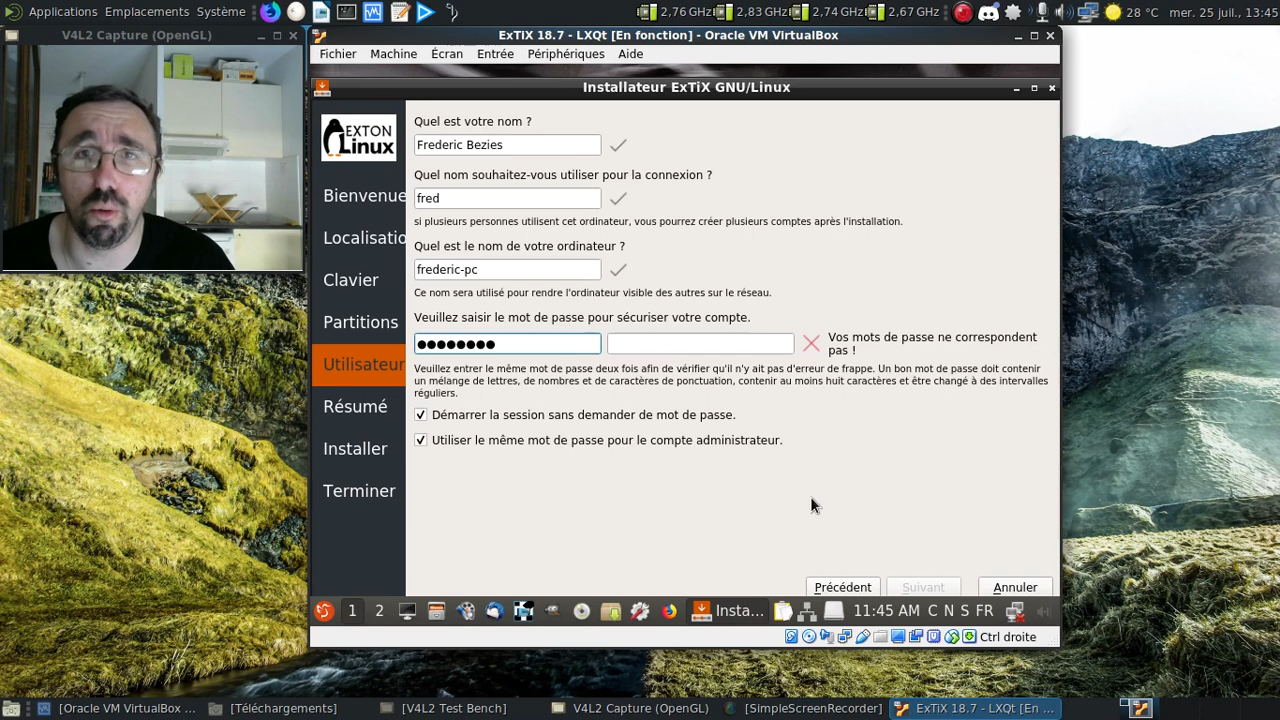 Applications Emplacements Système
2,76 GHz 2,83 GHz 2,74 GHz 2,67 GHz
28 °C mer. 25 juil., 13:45
V4L2 Capture (OpenGL)
ExTiX 18.7 - LXQt [En fonction] - Oracle VM VirtualBox
Fichier Machine Écran Entrée Périphériques Aide
Installateur ExTiX GNU/Linux
EXTON
LINUX
Bienvenue
Localisatio
Clavier
Partitions
Utilisateur
Résumé
Installer
Terminer
Quel est votre nom ?
Frederic Bezies
Quel nom souhaitez-vous utiliser pour la connexion ?
fred
si plusieurs personnes utilisent cet ordinateur, vous pourrez créer plusieurs comptes après l'installation.
Quel est le nom de votre ordinateur ?
frederic-pc
Ce nom sera utilisé pour rendre l'ordinateur visible des autres sur le réseau.
Veuillez saisir le mot de passe pour sécuriser votre compte.
●●●●●●●●
Vos mots de passe ne correspondent
pas !
Veuillez entrer le même mot de passe deux fois afin de vérifier qu'il n'y ait pas d'erreur de frappe. Un bon mot de passe doit contenir
un mélange de lettres, de nombres et de caractères de ponctuation, contenir au moins huit caractères et être changé à des intervalles
réguliers.
Démarrer la session sans demander de mot de passe.
Utiliser le même mot de passe pour le compte administrateur.
Précédent Suivant Annuler
1 2 Insta... 11:45 AM C N S FR
Ctrl droite
[Oracle VM VirtualBox ... [Téléchargements] [V4L2 Test Bench] V4L2 Capture (OpenGL) [SimpleScreenRecorder] ExTiX 18.7 - LXQt [En ...